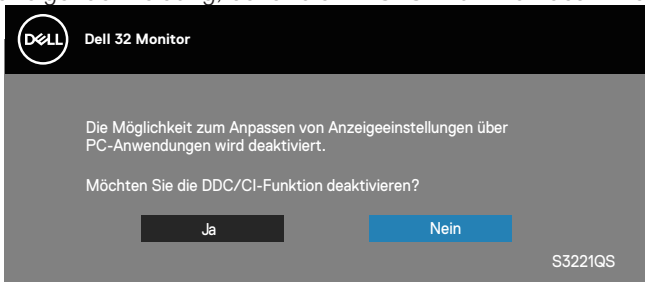 DELL
Dell 32 Monitor
Die Möglichkeit zum Anpassen von Anzeigeeinstellungen über
PC-Anwendungen wird deaktiviert.
Möchten Sie die DDC/CI-Funktion deaktivieren?
Ja
Nein
S3221QS